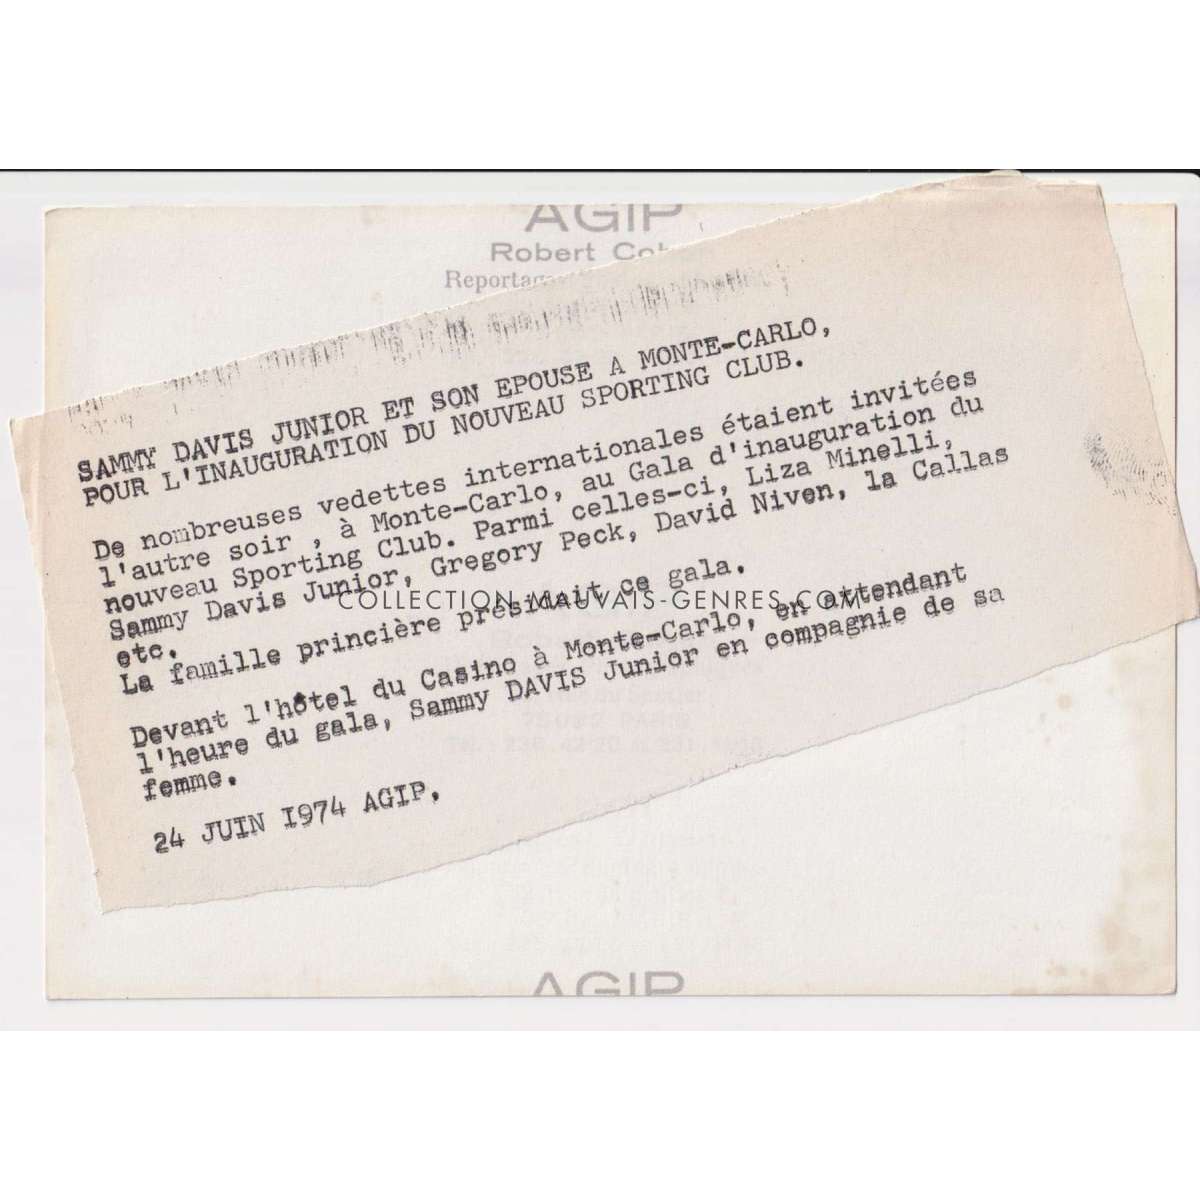 AGIP
Robert
SAMMY DAVIS JUNIOR ET SON EPOUSE A MONTE-CARLO,
POUR L'INAUGURATION DU NOUVEAU SPORTING CLUB.
De nombreuses vedettes internationales étaient invitées
l'autre soir , à Monte-Carlo, au Gala d'inauguration du
nouveau Sporting Club. Parmi celles-ci, Liza Minelli,
Sammy Davis Junior, Gregory Peck, David Niven, la Callas
etc.
La famille princière présidait ce gala.
COLLECTION-MAUVAIS-GENRES.COM
Devant l'hôtel du Casino à Monte-Carlo, en attendant
l'heure du gala, Sammy DAVIS Junior en compagnie de sa
femme.
24 JUIN 1974 AGIP.
AGIP